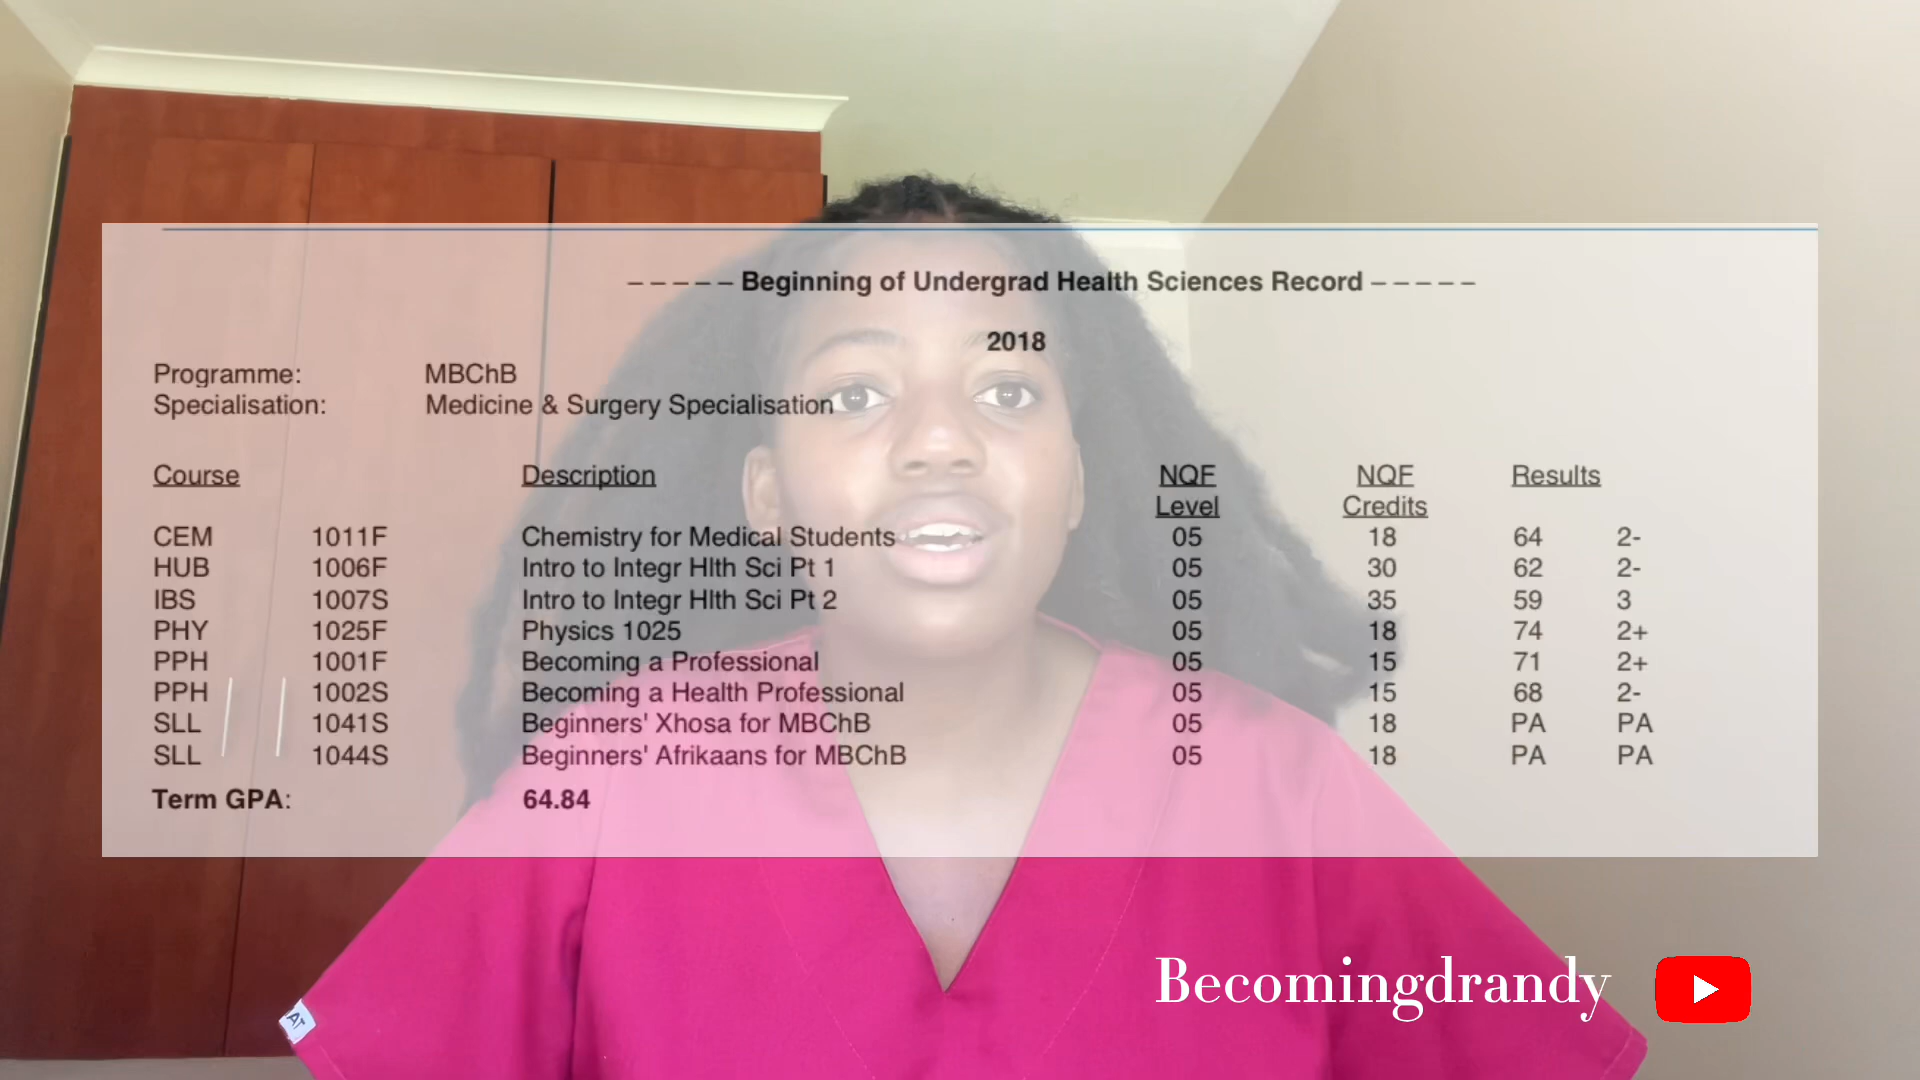 ----- Beginning of Undergrad Health Sciences Record -----
2018
Programme: MBChB
Specialisation: Medicine & Surgery Specialisation
Course Description NQF Level NQF Credits Results
CEM 1011F Chemistry for Medical Students 05 18 64 2-
HUB 1006F Intro to Integr Hlth Sci Pt 1 05 30 62 2-
IBS 1007S Intro to Integr Hlth Sci Pt 2 05 35 59 3
PHY 1025F Physics 1025 05 18 74 2+
PPH 1001F Becoming a Professional 05 15 71 2+
PPH 1002S Becoming a Health Professional 05 15 68 2-
SLL 1041S Beginners' Xhosa for MBChB 05 18 PA PA
SLL 1044S Beginners' Afrikaans for MBChB 05 18 PA PA
Term GPA: 64.84
AT
Becomingdrandy